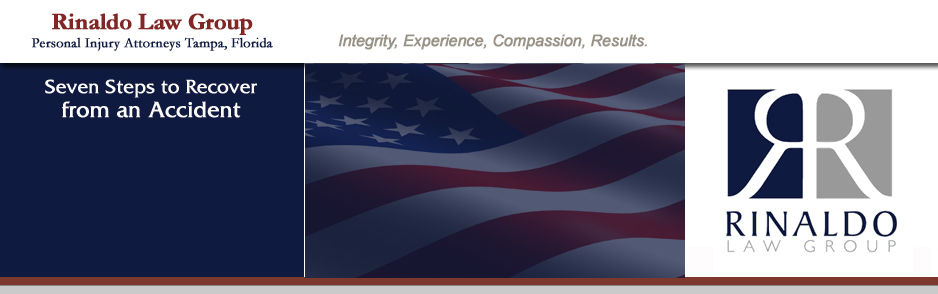 Rinaldo Law Group
Personal Injury Attorneys Tampa, Florida
Integrity, Experience, Compassion, Results.
Seven Steps to Recover
from an Accident
RR
RINALDO
LAW GROUP